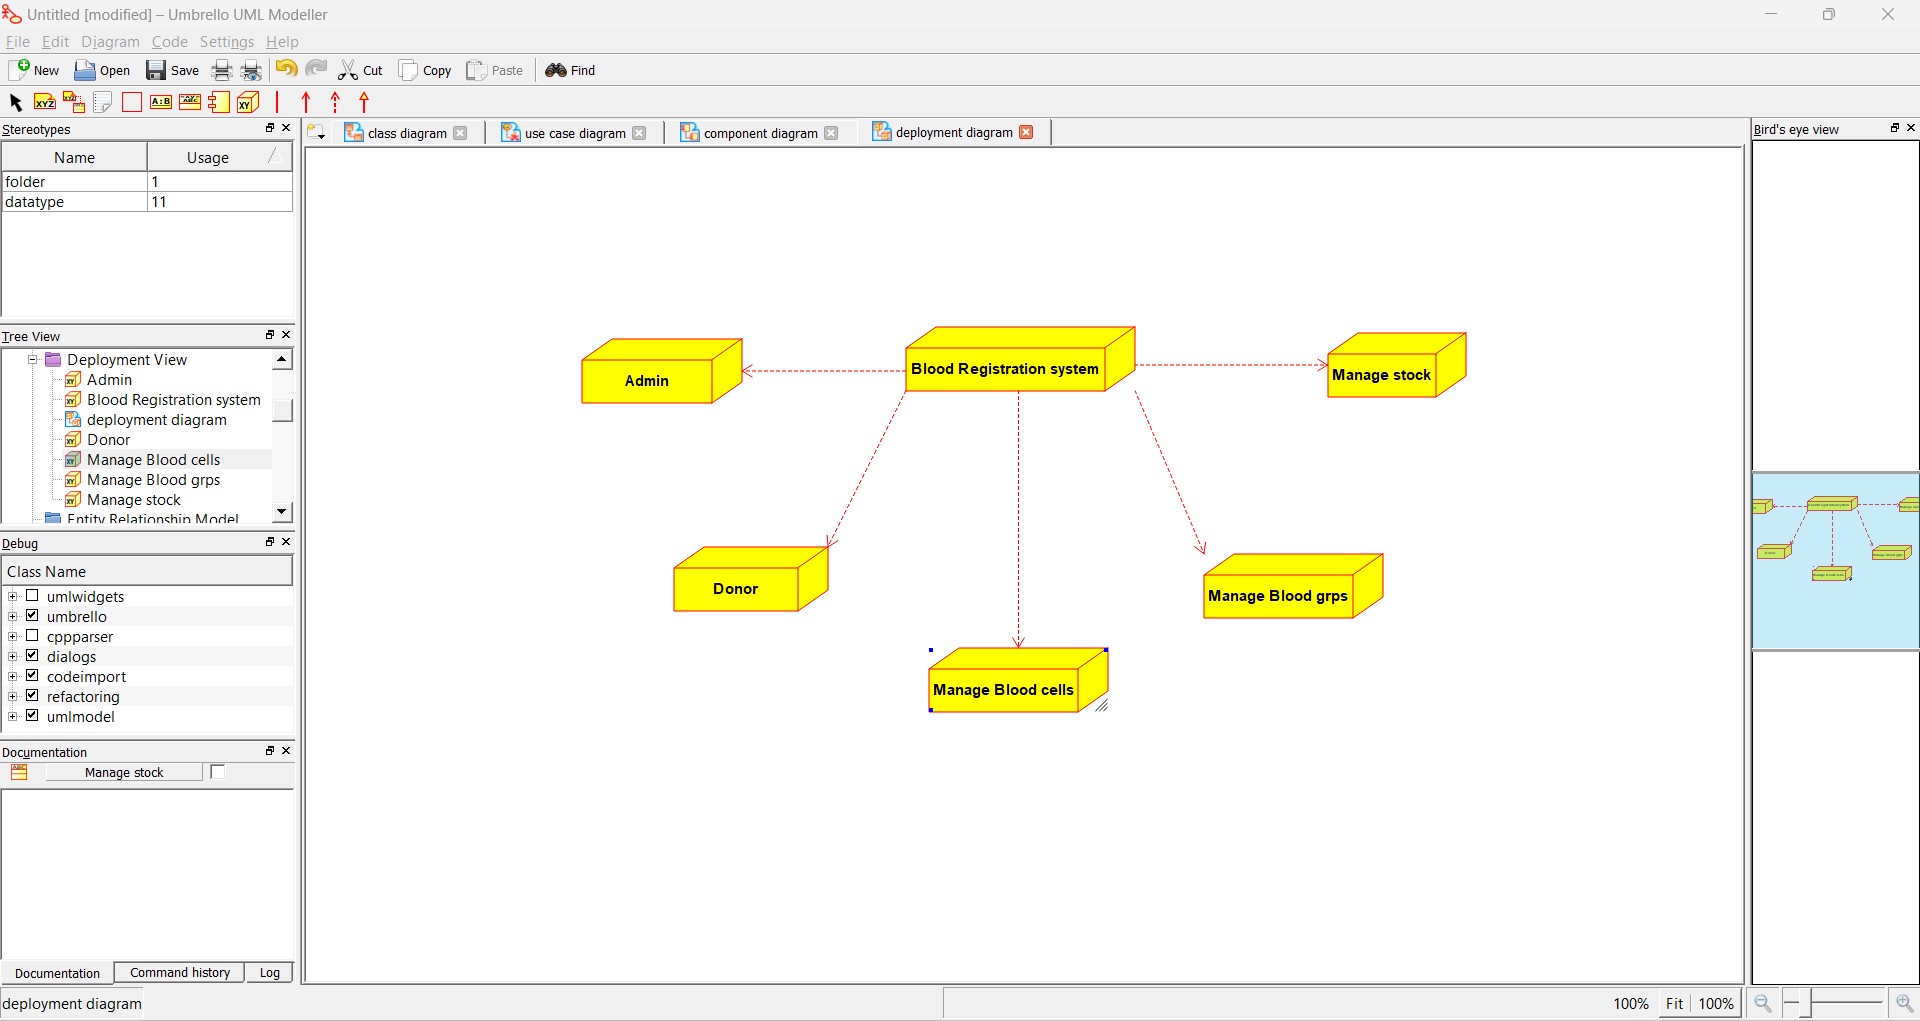 Untitled [modified] – Umbrello UML Modeller
File Edit Diagram Code Settings Help
New Open Save Cut Copy Paste Find
XYZ XYZ A:B ABC XY
Stereotypes
Name Usage
folder 1
datatype 11
Tree View
Deployment View
Admin
Blood Registration system
deployment diagram
Donor
Manage Blood cells
Manage Blood grps
Manage stock
Entity Relationship Model
Debug
Class Name
umlwidgets
umbrello
cppparser
dialogs
codeimport
refactoring
umlmodel
Documentation
Manage stock
Documentation Command history Log
class diagram use case diagram component diagram deployment diagram
Admin
Blood Registration system
Manage stock
Donor
Manage Blood grps
Manage Blood cells
Bird's eye view
deployment diagram
100% Fit 100%